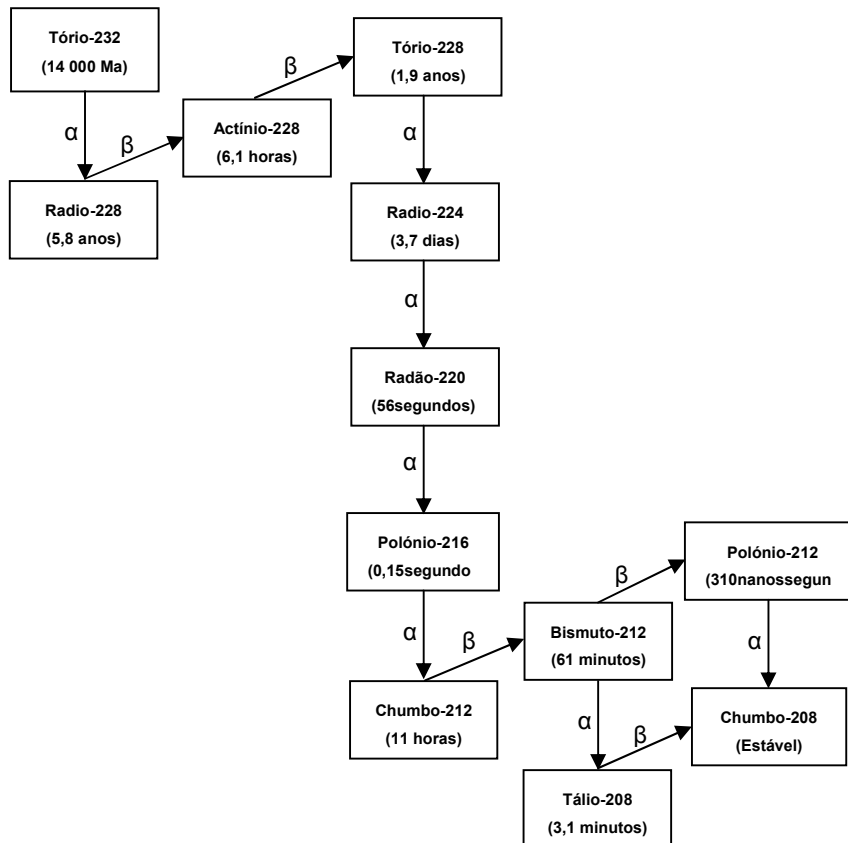 Tório-232
(14 000 Ma)
α
Radio-228
(5,8 anos)
β
Actínio-228
(6,1 horas)
β
Tório-228
(1,9 anos)
α
Radio-224
(3,7 dias)
α
Radão-220
(56segundos)
α
Polónio-216
(0,15segundo
α
Chumbo-212
(11 horas)
β
Bismuto-212
(61 minutos)
β
Polónio-212
(310nanossegun
α
α
Chumbo-208
(Estável)
β
Tálio-208
(3,1 minutos)